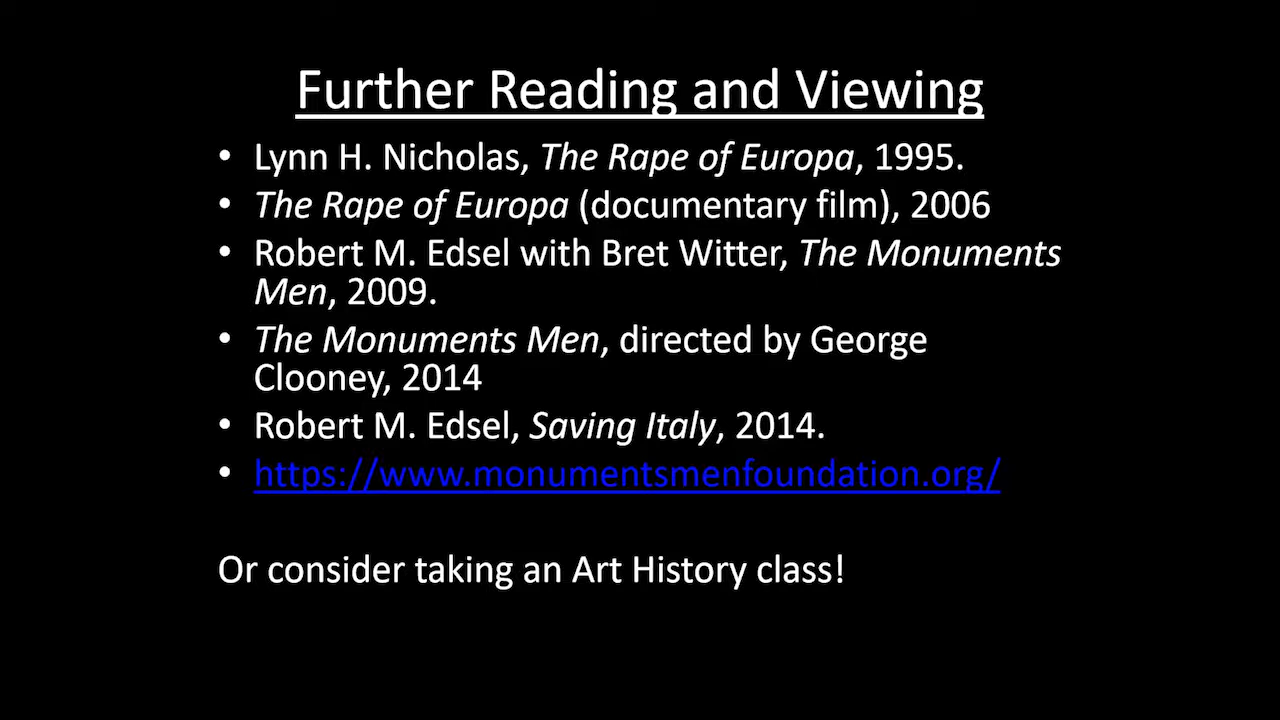 Further Reading and Viewing
• Lynn H. Nicholas, The Rape of Europa, 1995.
• The Rape of Europa (documentary film), 2006
• Robert M. Edsel with Bret Witter, The Monuments
Men, 2009.
• The Monuments Men, directed by George
Clooney, 2014
• Robert M. Edsel, Saving Italy, 2014.
• https://www.monumentsmenfoundation.org/
Or consider taking an Art History class!